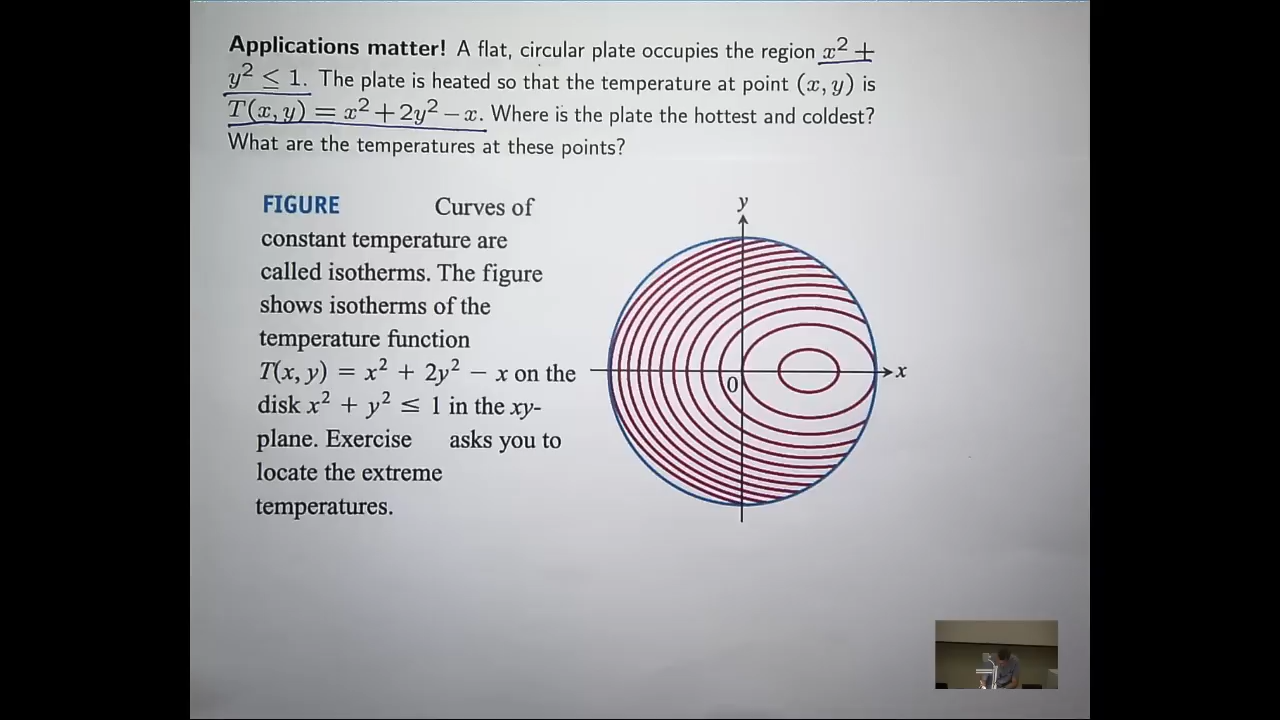 Applications matter! A flat, circular plate occupies the region x² +
y² ≤ 1. The plate is heated so that the temperature at point (x, y) is
T(x, y) = x² + 2y² − x. Where is the plate the hottest and coldest?
What are the temperatures at these points?
FIGURE Curves of
constant temperature are
called isotherms. The figure
shows isotherms of the
temperature function
T(x, y) = x² + 2y² − x on the
disk x² + y² ≤ 1 in the xy-
plane. Exercise asks you to
locate the extreme
temperatures.
y
x
0